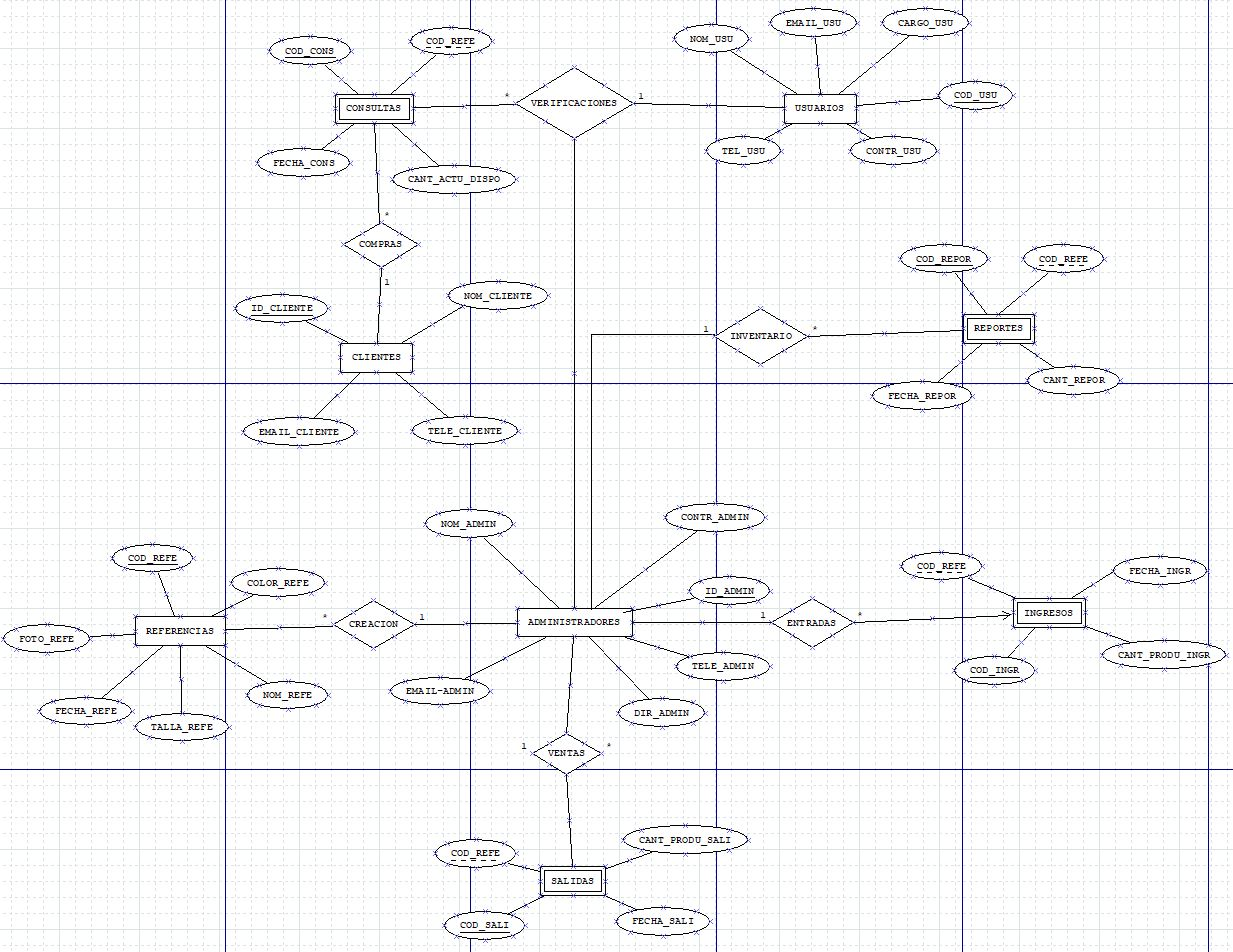 EMAIL_USU
CARGO_USU
NOM_USU
COD_REFE
COD_CONS
COD_USU
* 1
CONSULTAS
VERIFICACIONES
USUARIOS
TEL_USU
CONTR_USU
FECHA_CONS
CANT_ACTU_DISPO
*
COMPRAS
1
COD_REPOR
COD_REFE
NOM_CLIENTE
ID_CLIENTE
1 *
INVENTARIO
REPORTES
CLIENTES
CANT_REPOR
FECHA_REPOR
EMAIL_CLIENTE
TELE_CLIENTE
NOM_ADMIN
CONTR_ADMIN
COD_REFE
COD_REFE
FECHA_INGR
COLOR_REFE
ID_ADMIN
* 1
1 *
REFERENCIAS
CREACION
ADMINISTRADORES
ENTRADAS
INGRESOS
FOTO_REFE
CANT_PRODU_INGR
TELE_ADMIN
COD_INGR
EMAIL-ADMIN
NOM_REFE
FECHA_REFE
DIR_ADMIN
TALLA_REFE
1 *
VENTAS
CANT_PRODU_SALI
COD_REFE
SALIDAS
FECHA_SALI
COD_SALI